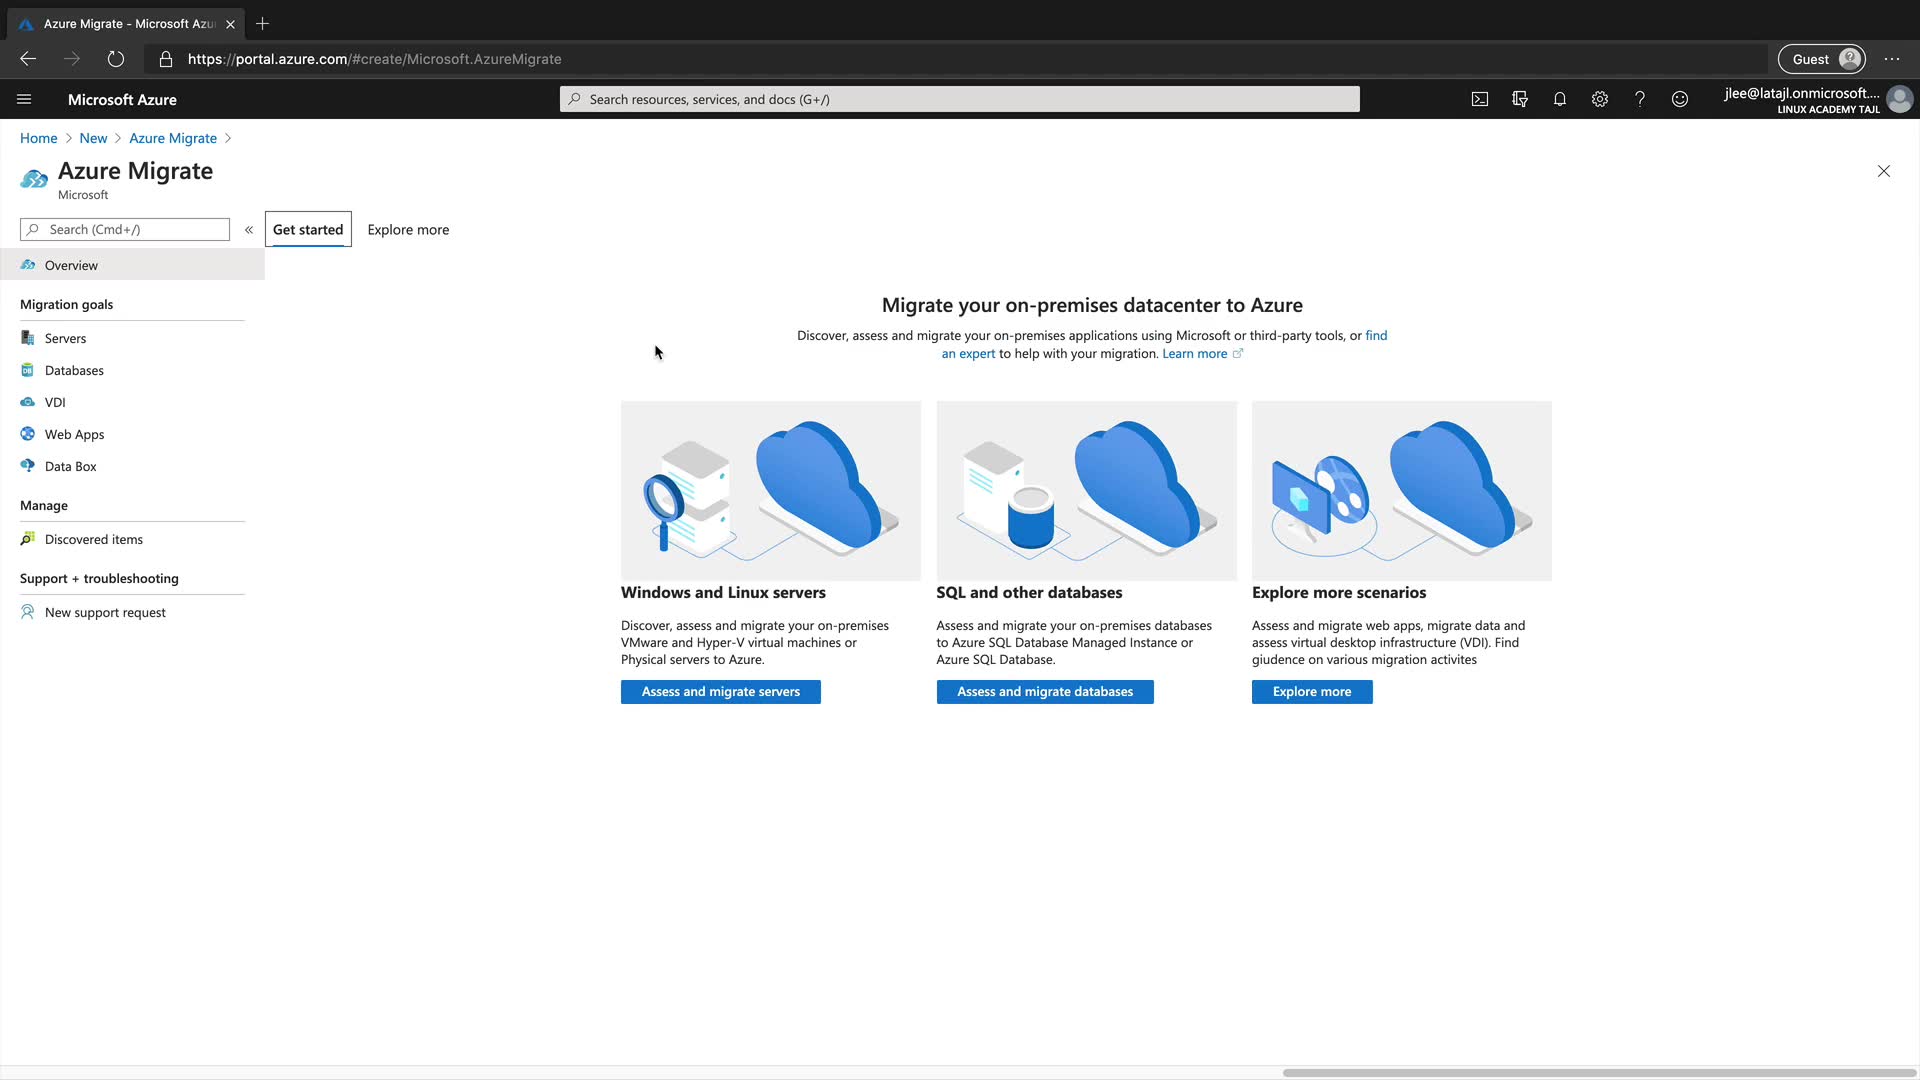 Azure Migrate - Microsoft Azu
https://portal.azure.com/#create/Microsoft.AzureMigrate
Guest
Microsoft Azure
Search resources, services, and docs (G+/)
jlee@latajl.onmicrosoft....
LINUX ACADEMY TAJL
Home > New > Azure Migrate >
Azure Migrate
Microsoft
Search (Cmd+/)
«
Get started
Explore more
Overview
Migration goals
Servers
Databases
VDI
Web Apps
Data Box
Manage
Discovered items
Support + troubleshooting
New support request
Migrate your on-premises datacenter to Azure
Discover, assess and migrate your on-premises applications using Microsoft or third-party tools, or find
an expert to help with your migration. Learn more
Windows and Linux servers
Discover, assess and migrate your on-premises
VMware and Hyper-V virtual machines or
Physical servers to Azure.
Assess and migrate servers
SQL and other databases
Assess and migrate your on-premises databases
to Azure SQL Database Managed Instance or
Azure SQL Database.
Assess and migrate databases
Explore more scenarios
Assess and migrate web apps, migrate data and
assess virtual desktop infrastructure (VDI). Find
giudence on various migration activites
Explore more